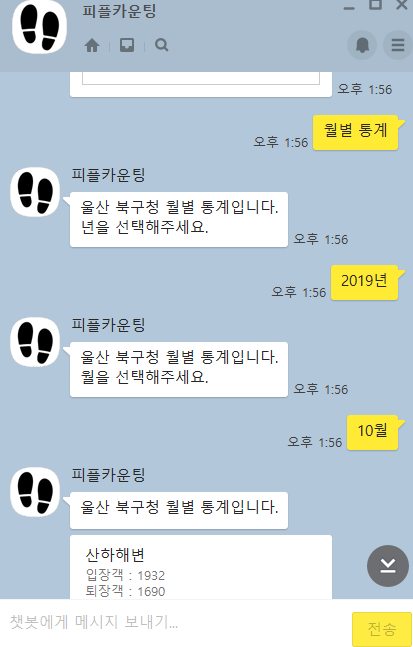 피플카운팅
오후 1:56
월별 통계
오후 1:56
피플카운팅
울산 북구청 월별 통계입니다.
년을 선택해주세요.
오후 1:56
2019년
오후 1:56
피플카운팅
울산 북구청 월별 통계입니다.
월을 선택해주세요.
오후 1:56
10월
오후 1:56
피플카운팅
울산 북구청 월별 통계입니다.
산하해변
입장객 : 1932
퇴장객 : 1690
챗봇에게 메시지 보내기...
전송